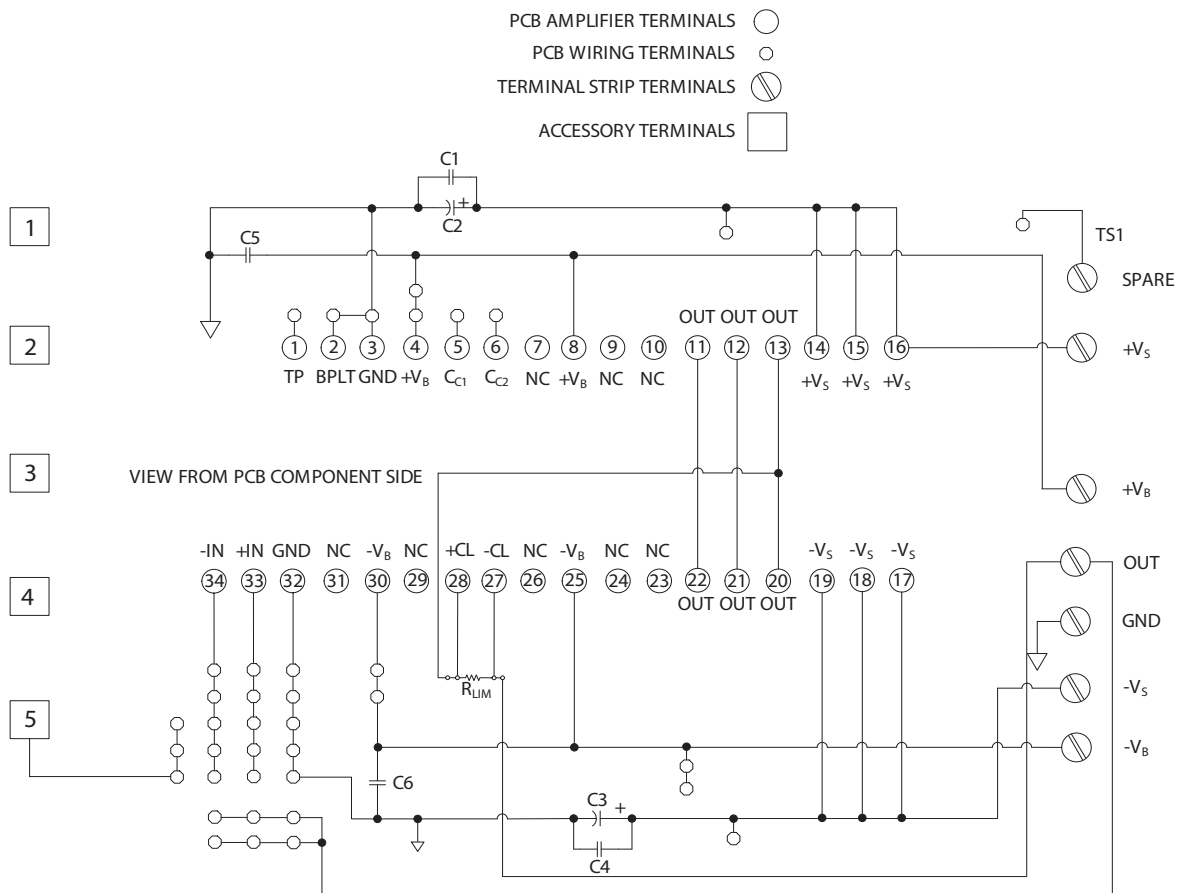 PCB AMPLIFIER TERMINALS
PCB WIRING TERMINALS
TERMINAL STRIP TERMINALS
ACCESSORY TERMINALS
C1
+
C2
1
C5
TS1
SPARE
OUT OUT OUT
2
1 2 3 4 5 6 7 8 9 10 11 12 13 14 15 16
+VS
TP BPLT GND +VB CC1 CC2 NC +VB NC NC +VS +VS +VS
3
VIEW FROM PCB COMPONENT SIDE
+VB
-IN +IN GND NC -VB NC +CL -CL NC -VB NC NC -VS -VS -VS
OUT
4
34 33 32 31 30 29 28 27 26 25 24 23 22 21 20 19 18 17
OUT OUT OUT
GND
RLIM
-VS
5
-VB
C6
C3
+
C4